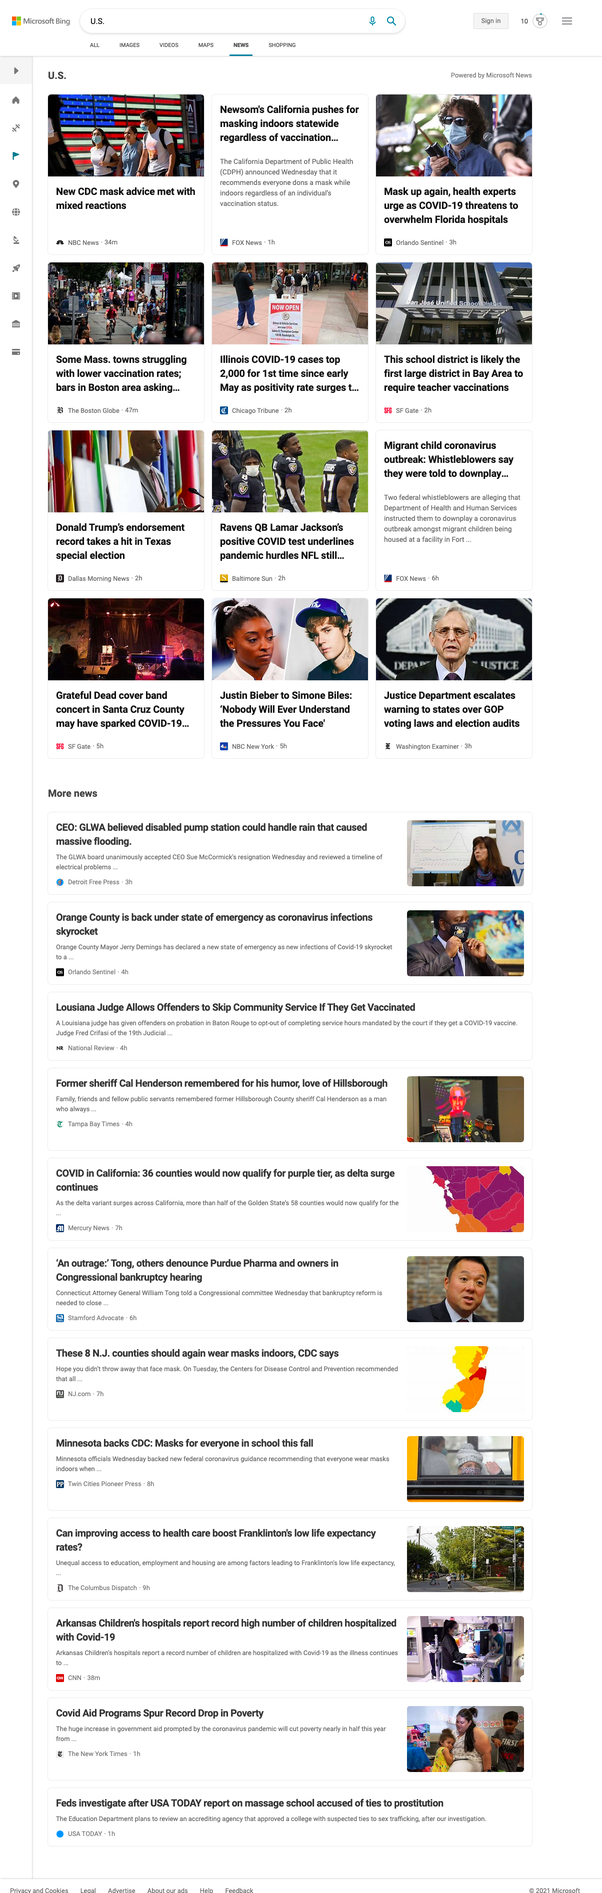 Microsoft Bing
U.S.
Sign in
10
ALL
IMAGES
VIDEOS
MAPS
NEWS
SHOPPING
U.S.
Powered by Microsoft News
New CDC mask advice met with
mixed reactions
NBC News · 34m
Newsom's California pushes for
masking indoors statewide
regardless of vaccination...
The California Department of Public Health
(CDPH) announced Wednesday that it
recommends everyone dons a mask while
indoors regardless of an individual's
vaccination status.
FOX News · 1h
Mask up again, health experts
urge as COVID-19 threatens to
overwhelm Florida hospitals
Orlando Sentinel · 3h
NOW OPEN
San José Unified School District
Some Mass. towns struggling
with lower vaccination rates;
bars in Boston area asking...
The Boston Globe · 47m
Illinois COVID-19 cases top
2,000 for 1st time since early
May as positivity rate surges t...
Chicago Tribune · 2h
This school district is likely the
first large district in Bay Area to
require teacher vaccinations
SF Gate · 2h
Donald Trump's endorsement
record takes a hit in Texas
special election
Dallas Morning News · 2h
Ravens QB Lamar Jackson's
positive COVID test underlines
pandemic hurdles NFL still...
Baltimore Sun · 2h
Migrant child coronavirus
outbreak: Whistleblowers say
they were told to downplay...
Two federal whistleblowers are alleging that
Department of Health and Human Services
instructed them to downplay a coronavirus
outbreak amongst migrant children being
housed at a facility in Fort ...
FOX News · 6h
Grateful Dead cover band
concert in Santa Cruz County
may have sparked COVID-19...
SF Gate · 5h
Justin Bieber to Simone Biles:
'Nobody Will Ever Understand
the Pressures You Face'
NBC New York · 5h
Justice Department escalates
warning to states over GOP
voting laws and election audits
Washington Examiner · 3h
More news
CEO: GLWA believed disabled pump station could handle rain that caused
massive flooding.
The GLWA board unanimously accepted CEO Sue McCormick's resignation Wednesday and reviewed a timeline of
electrical problems ...
Detroit Free Press · 3h
Orange County is back under state of emergency as coronavirus infections
skyrocket
Orange County Mayor Jerry Demings has declared a new state of emergency as new infections of Covid-19 skyrocket
to a ...
Orlando Sentinel · 4h
Lousiana Judge Allows Offenders to Skip Community Service If They Get Vaccinated
A Louisiana judge has given offenders on probation in Baton Rouge to opt-out of completing service hours mandated by the court if they get a COVID-19 vaccine.
Judge Fred Crifasi of the 19th Judicial ...
National Review · 4h
Former sheriff Cal Henderson remembered for his humor, love of Hillsborough
Family, friends and fellow public servants remembered former Hillsborough County sheriff Cal Henderson as a man
who always ...
Tampa Bay Times · 4h
COVID in California: 36 counties would now qualify for purple tier, as delta surge
continues
As the delta variant surges across California, more than half of the Golden State's 58 counties would now qualify for the
...
Mercury News · 7h
'An outrage:' Tong, others denounce Purdue Pharma and owners in
Congressional bankruptcy hearing
Connecticut Attorney General William Tong told a Congressional committee Wednesday that bankruptcy reform is
needed to close ...
Stamford Advocate · 6h
These 8 N.J. counties should again wear masks indoors, CDC says
Hope you didn't throw away that face mask. On Tuesday, the Centers for Disease Control and Prevention recommended
that all ...
NJ.com · 7h
Minnesota backs CDC: Masks for everyone in school this fall
Minnesota officials Wednesday backed new federal coronavirus guidance recommending that everyone wear masks
indoors when ...
Twin Cities Pioneer Press · 8h
Can improving access to health care boost Franklinton's low life expectancy
rates?
Unequal access to education, employment and housing are among factors leading to Franklinton's low life expectancy,
...
The Columbus Dispatch · 9h
Arkansas Children's hospitals report record high number of children hospitalized
with Covid-19
Arkansas Children's hospitals report a record number of children are hospitalized with Covid-19 as the illness continues
to ...
CNN · 38m
Covid Aid Programs Spur Record Drop in Poverty
The huge increase in government aid prompted by the coronavirus pandemic will cut poverty nearly in half this year
from ...
The New York Times · 1h
Feds investigate after USA TODAY report on massage school accused of ties to prostitution
The Education Department plans to review an accrediting agency that approved a college with suspected ties to sex trafficking, after our investigation.
USA TODAY · 1h
Privacy and Cookies
Legal
Advertise
About our ads
Help
Feedback
© 2021 Microsoft